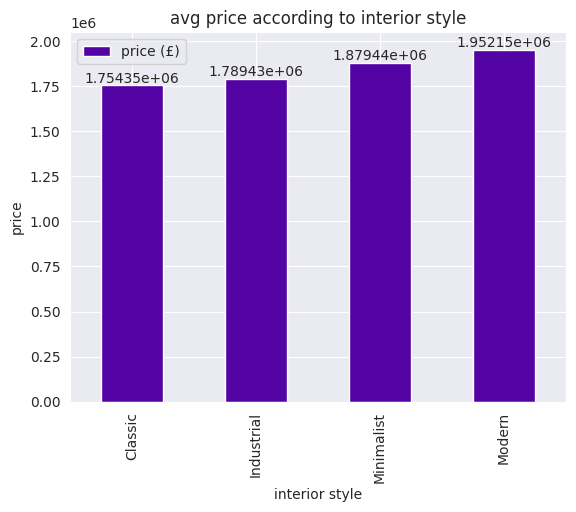 avg price according to interior style
1e6
price (£)
1.75435e+06
1.78943e+06
1.87944e+06
1.95215e+06
2.00
1.75
1.50
1.25
1.00
0.75
0.50
0.25
0.00
price
Classic
Industrial
Minimalist
Modern
interior style